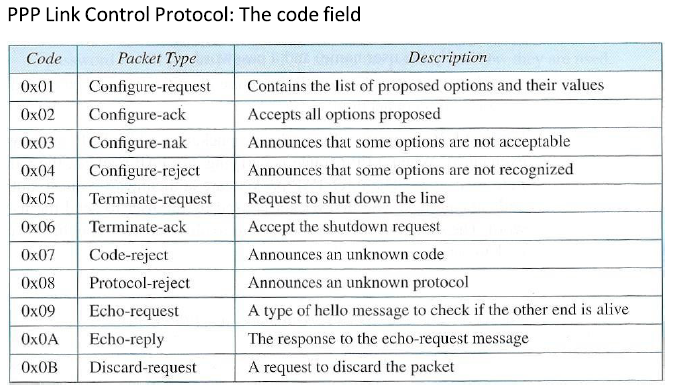 PPP Link Control Protocol: The code field
Code Packet Type Description
0x01 Configure-request Contains the list of proposed options and their values
0x02 Configure-ack Accepts all options proposed
0x03 Configure-nak Announces that some options are not acceptable
0x04 Configure-reject Announces that some options are not recognized
0x05 Terminate-request Request to shut down the line
0x06 Terminate-ack Accept the shutdown request
0x07 Code-reject Announces an unknown code
0x08 Protocol-reject Announces an unknown protocol
0x09 Echo-request A type of hello message to check if the other end is alive
0x0A Echo-reply The response to the echo-request message
0x0B Discard-request A request to discard the packet